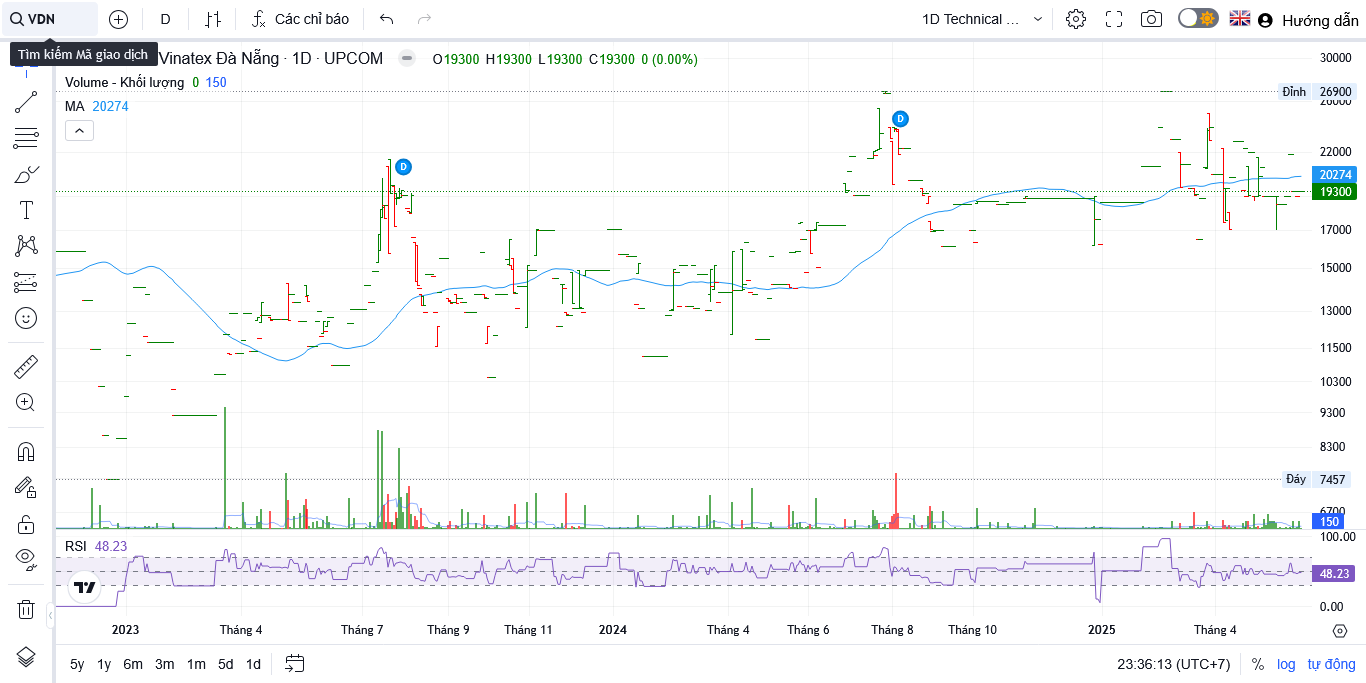 VDN D Các chỉ báo 1D Technical ... Hướng dẫn
Tìm kiếm Mã giao dịch
Vinatex Đà Nẵng · 1D · UPCOM O19300 H19300 L19300 C19300 0 (0.00%)
Volume - Khối lượng 0 150
MA 20274
30000
Đỉnh 26900
26000
D
D
22000
20274
19300
17000
15000
13000
11500
10300
9300
8300
Đáy 7457
6700
150
RSI 48.23
100.00
48.23
0.00
2023 Tháng 4 Tháng 7 Tháng 9 Tháng 11 2024 Tháng 4 Tháng 6 Tháng 8 Tháng 10 2025 Tháng 4
5y 1y 6m 3m 1m 5d 1d 23:36:13 (UTC+7) % log tự động